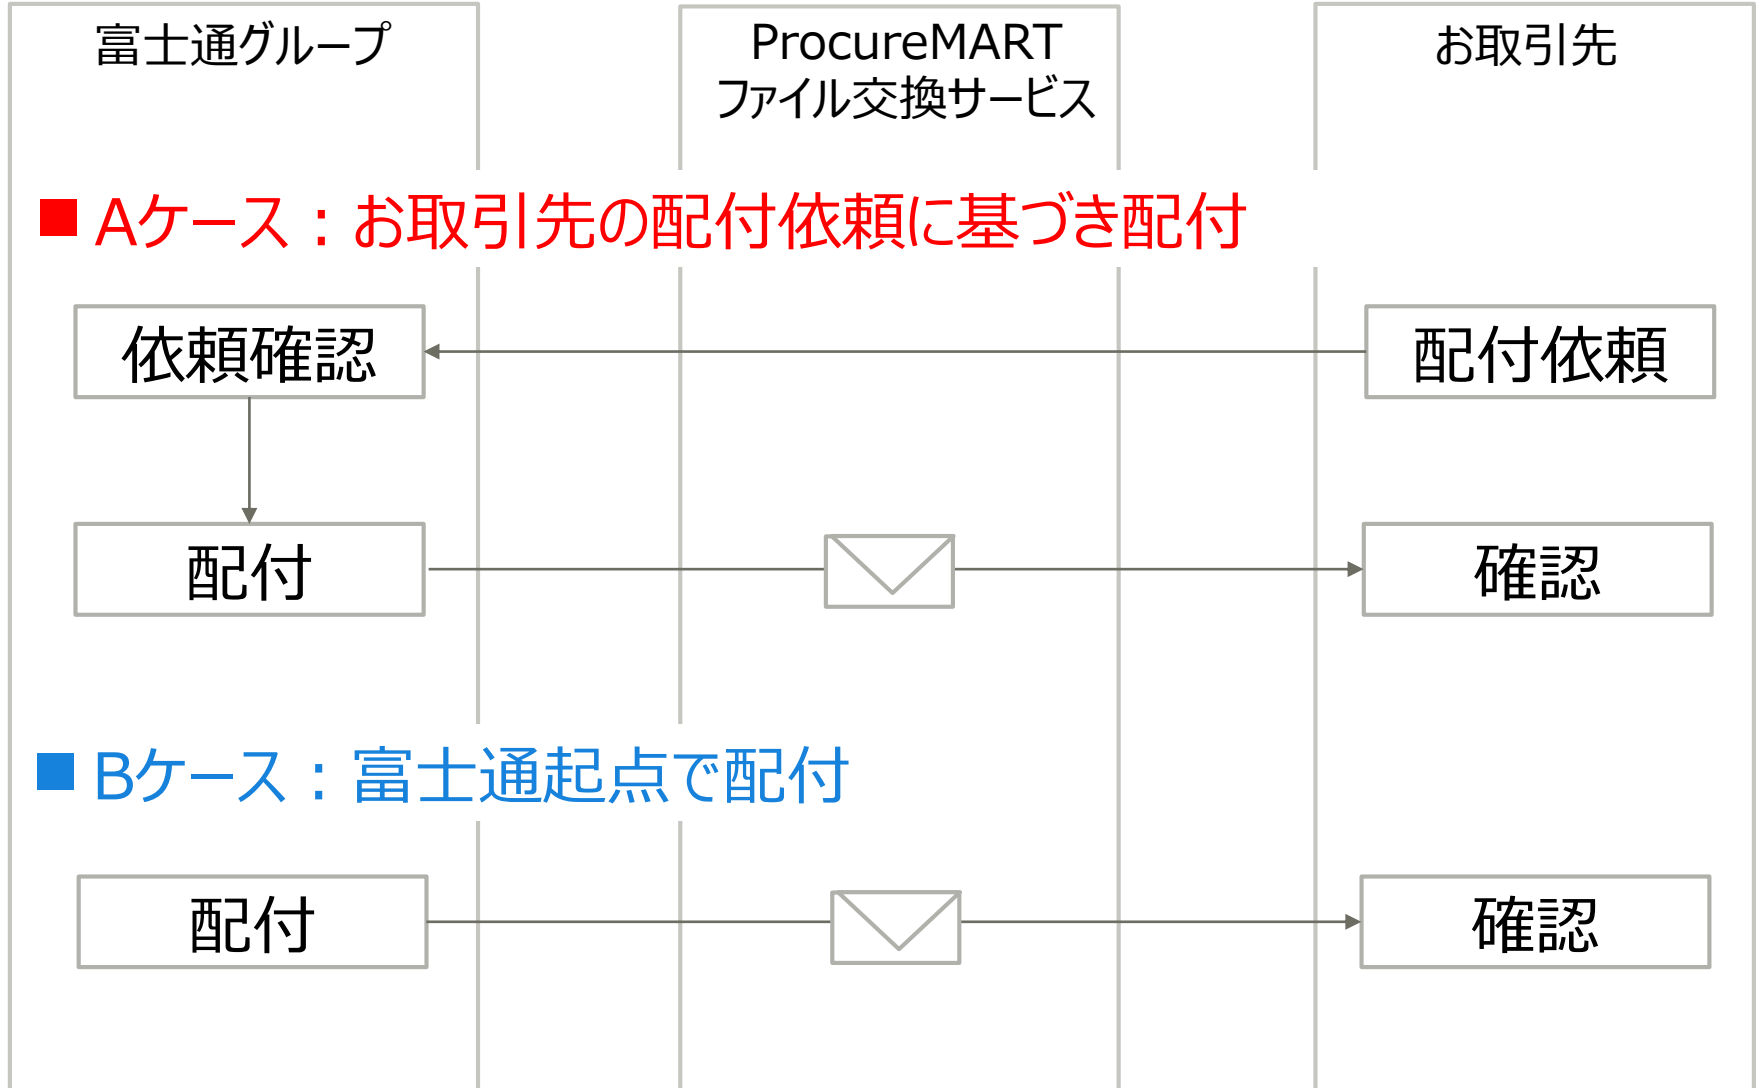 富士通グループ
ProcureMART
ファイル交換サービス
お取引先
■ Aケース：お取引先の配付依頼に基づき配付
依頼確認
配付依頼
配付
確認
■ Bケース：富士通起点で配付
配付
確認